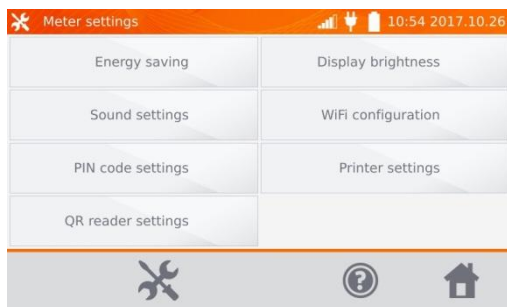 Meter settings
10:54 2017.10.26
Energy saving
Display brightness
Sound settings
WiFi configuration
PIN code settings
Printer settings
QR reader settings
?